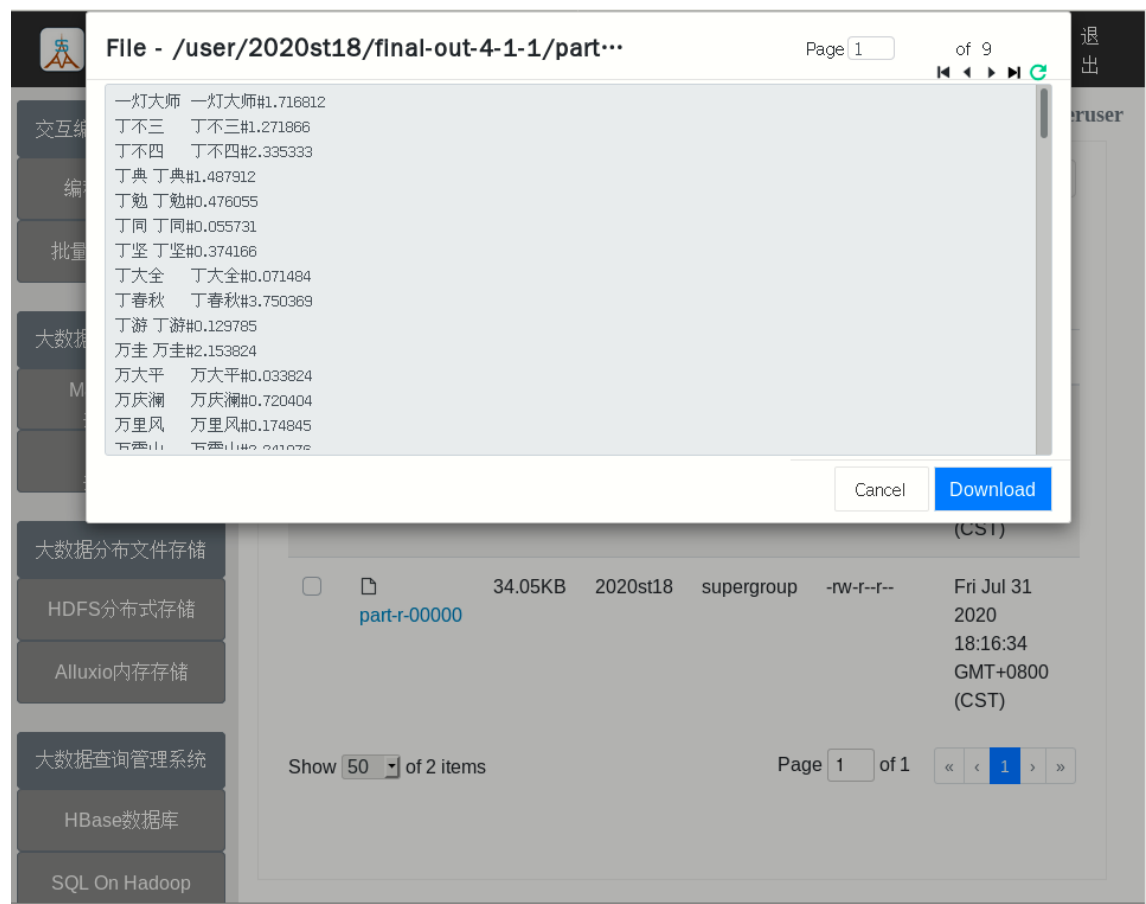 File - /user/2020st18/final-out-4-1-1/part…
Page 1 of 9
退出
eruser
一灯大师 一灯大师#1.716812
丁不三 丁不三#1.271866
丁不四 丁不四#2.335333
丁典 丁典#1.487912
丁勉 丁勉#0.476055
丁同 丁同#0.055731
丁坚 丁坚#0.374166
丁大全 丁大全#0.071484
丁春秋 丁春秋#3.750369
丁游 丁游#0.129785
万圭 万圭#2.153824
万大平 万大平#0.033824
万庆澜 万庆澜#0.720404
万里风 万里风#0.174845
Cancel
Download
交互编
编
批量
大数据
M
大数据分布文件存储
HDFS分布式存储
Alluxio内存存储
大数据查询管理系统
HBase数据库
SQL On Hadoop
(CST)
part-r-00000 34.05KB 2020st18 supergroup -rw-r--r-- Fri Jul 31
2020
18:16:34
GMT+0800
(CST)
Show 50 of 2 items
Page 1 of 1 « ‹ 1 › »